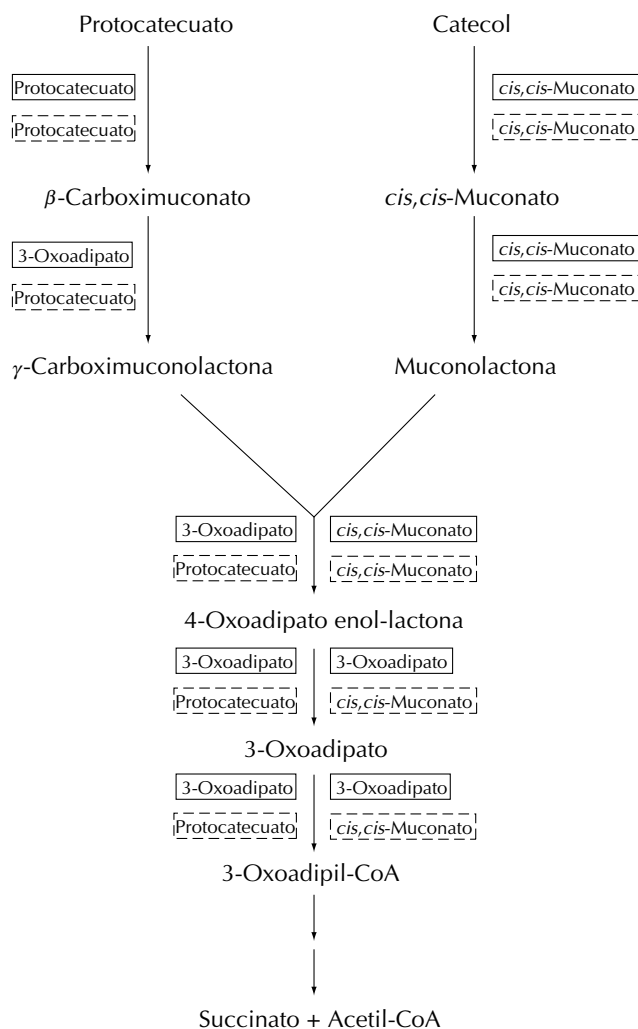 Protocatecuato Catecol
Protocatecuato cis,cis-Muconato
Protocatecuato cis,cis-Muconato
β-Carboximuconato cis,cis-Muconato
3-Oxoadipato cis,cis-Muconato
Protocatecuato cis,cis-Muconato
γ-Carboximuconolactona Muconolactona
3-Oxoadipato cis,cis-Muconato
Protocatecuato cis,cis-Muconato
4-Oxoadipato enol-lactona
3-Oxoadipato 3-Oxoadipato
Protocatecuato cis,cis-Muconato
3-Oxoadipato
3-Oxoadipato 3-Oxoadipato
Protocatecuato cis,cis-Muconato
3-Oxoadipil-CoA
Succinato + Acetil-CoA